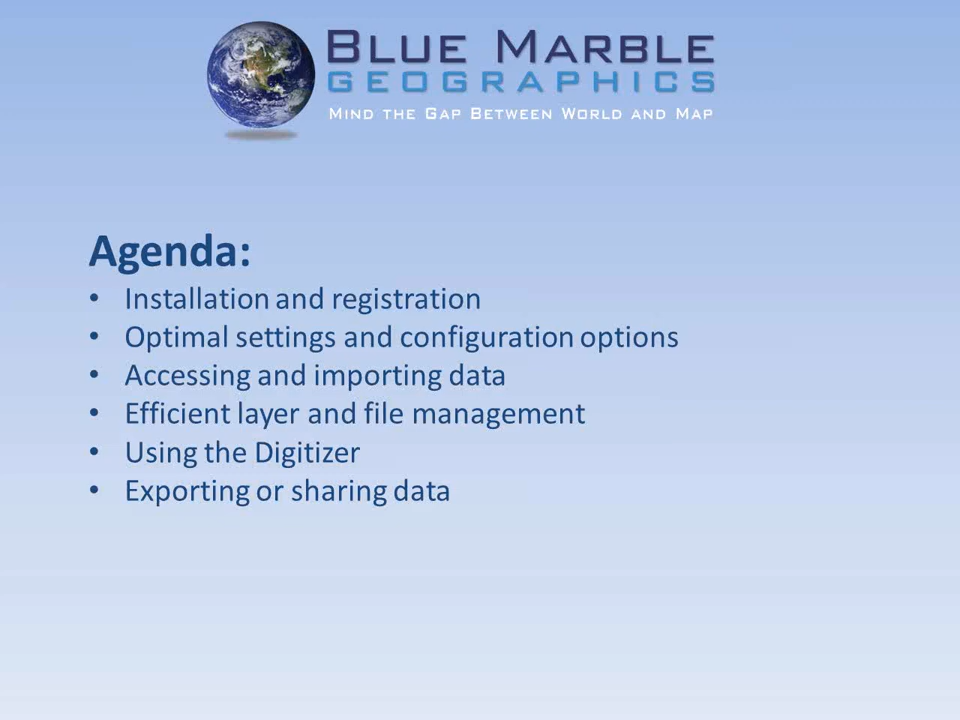 BLUE MARBLE
GEOGRAPHICS
MIND THE GAP BETWEEN WORLD AND MAP
Agenda:
• Installation and registration
• Optimal settings and configuration options
• Accessing and importing data
• Efficient layer and file management
• Using the Digitizer
• Exporting or sharing data